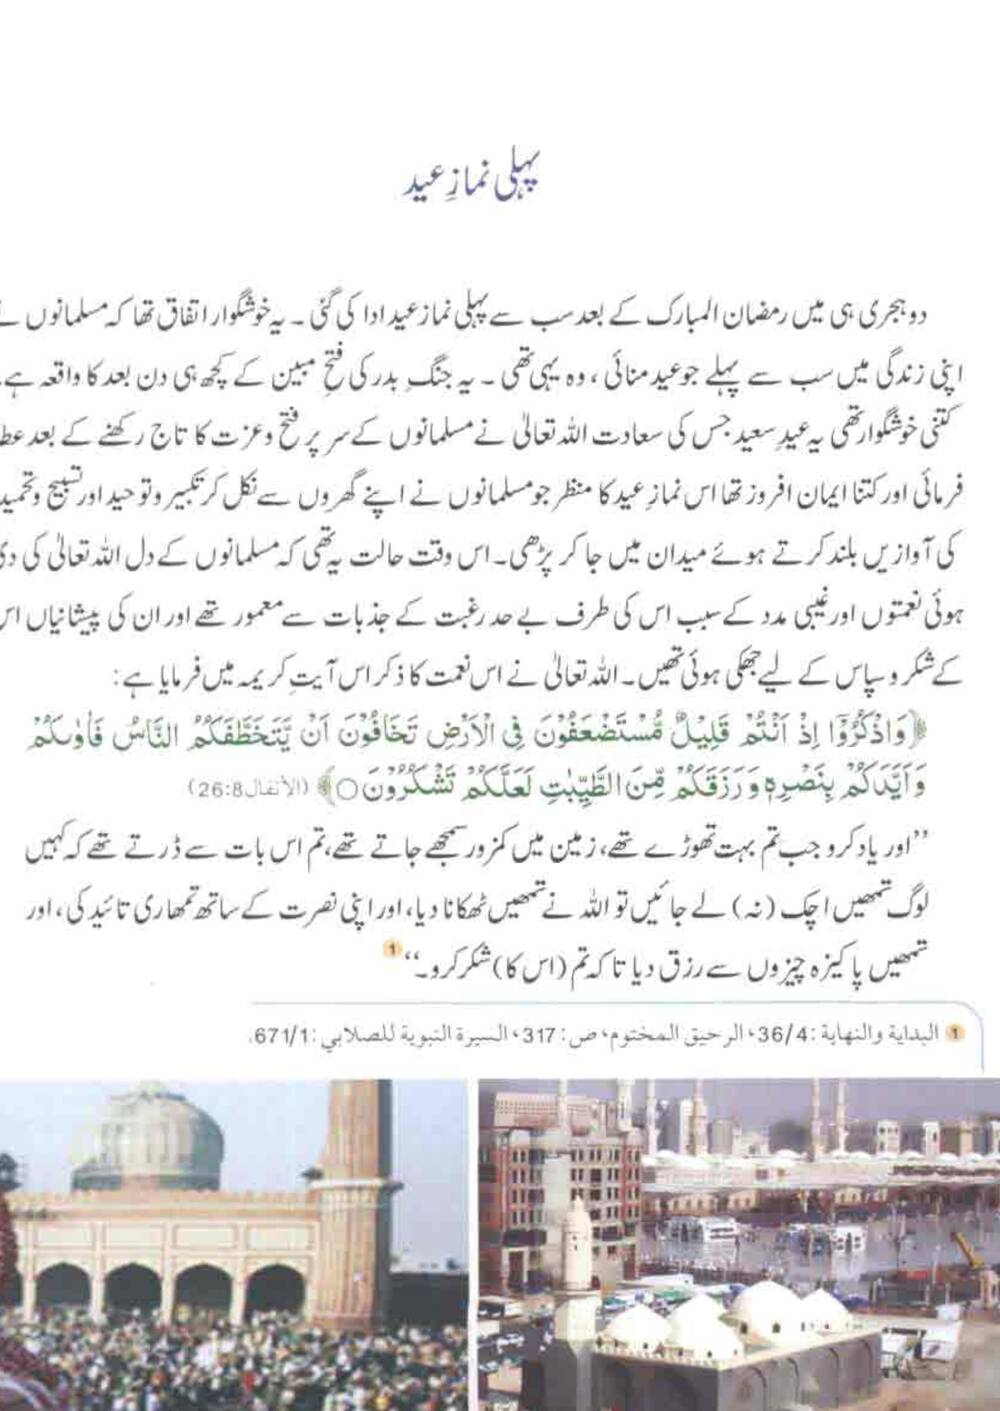 پہلی نمازِ عید
دو ہجری ہی میں رمضان المبارک کے بعد سب سے پہلی نماز عید ادا کی گئی ۔ یہ خوشگوار اتفاق تھا کہ مسلمانوں نے
اپنی زندگی میں سب سے پہلے جو عید منائی ، وہ یہی تھی ۔ یہ جنگِ بدر کی فتحِ مبین کے کچھ ہی دن بعد کا واقعہ ہے۔
کتنی خوشگوار تھی یہ عیدِ سعید جس کی سعادت اللہ تعالیٰ نے مسلمانوں کے سر پر فتح و عزت کا تاج رکھنے کے بعد
فرمائی اور کتنا ایمان افروز تھا اس نمازِ عید کا منظر جو مسلمانوں نے اپنے گھروں سے نکل کر تکبیر و توحید اور تسبیح و تحمید
کی آوازیں بلند کرتے ہوئے میدان میں جا کر پڑھی۔ اس وقت حالت یہ تھی کہ مسلمانوں کے دل اللہ تعالیٰ کی
ہوئی نعمتوں اور غیبی مدد کے سبب اس کی طرف بے حد رغبت کے جذبات سے معمور تھے اور ان کی پیشانیاں اس
کے شکر و سپاس کے لیے جھکی ہوئی تھیں۔ اللہ تعالیٰ نے اس نعمت کا ذکر اس آیتِ کریمہ میں فرمایا ہے :
﴿وَاذْكُرُوْٓا اِذْ اَنْتُمْ قَلِيْلٌ مُّسْتَضْعَفُوْنَ فِى الْاَرْضِ تَخَافُوْنَ اَنْ يَّتَخَطَّفَكُمُ النَّاسُ فَاٰوٰىكُمْ
وَاَيَّدَكُمْ بِنَصْرِهٖ وَرَزَقَكُمْ مِّنَ الطَّيِّبٰتِ لَعَلَّكُمْ تَشْكُرُوْنَ ○﴾ (الأنفال 26:8)
’’اور یاد کرو جب تم بہت تھوڑے تھے، زمین میں کمزور سمجھے جاتے تھے، تم اس بات سے ڈرتے تھے کہ کہیں
لوگ تمھیں اچک (نہ) لے جائیں تو اللہ نے تمھیں ٹھکانا دیا، اور اپنی نصرت کے ساتھ تمھاری تائید کی، اور
تمھیں پاکیزہ چیزوں سے رزق دیا تاکہ تم (اس کا) شکر کرو۔‘‘ 1
1 البداية والنهاية : 36/4، الرحيق المختوم، ص : 317، السيرة النبوية للصلابي : 671/1.